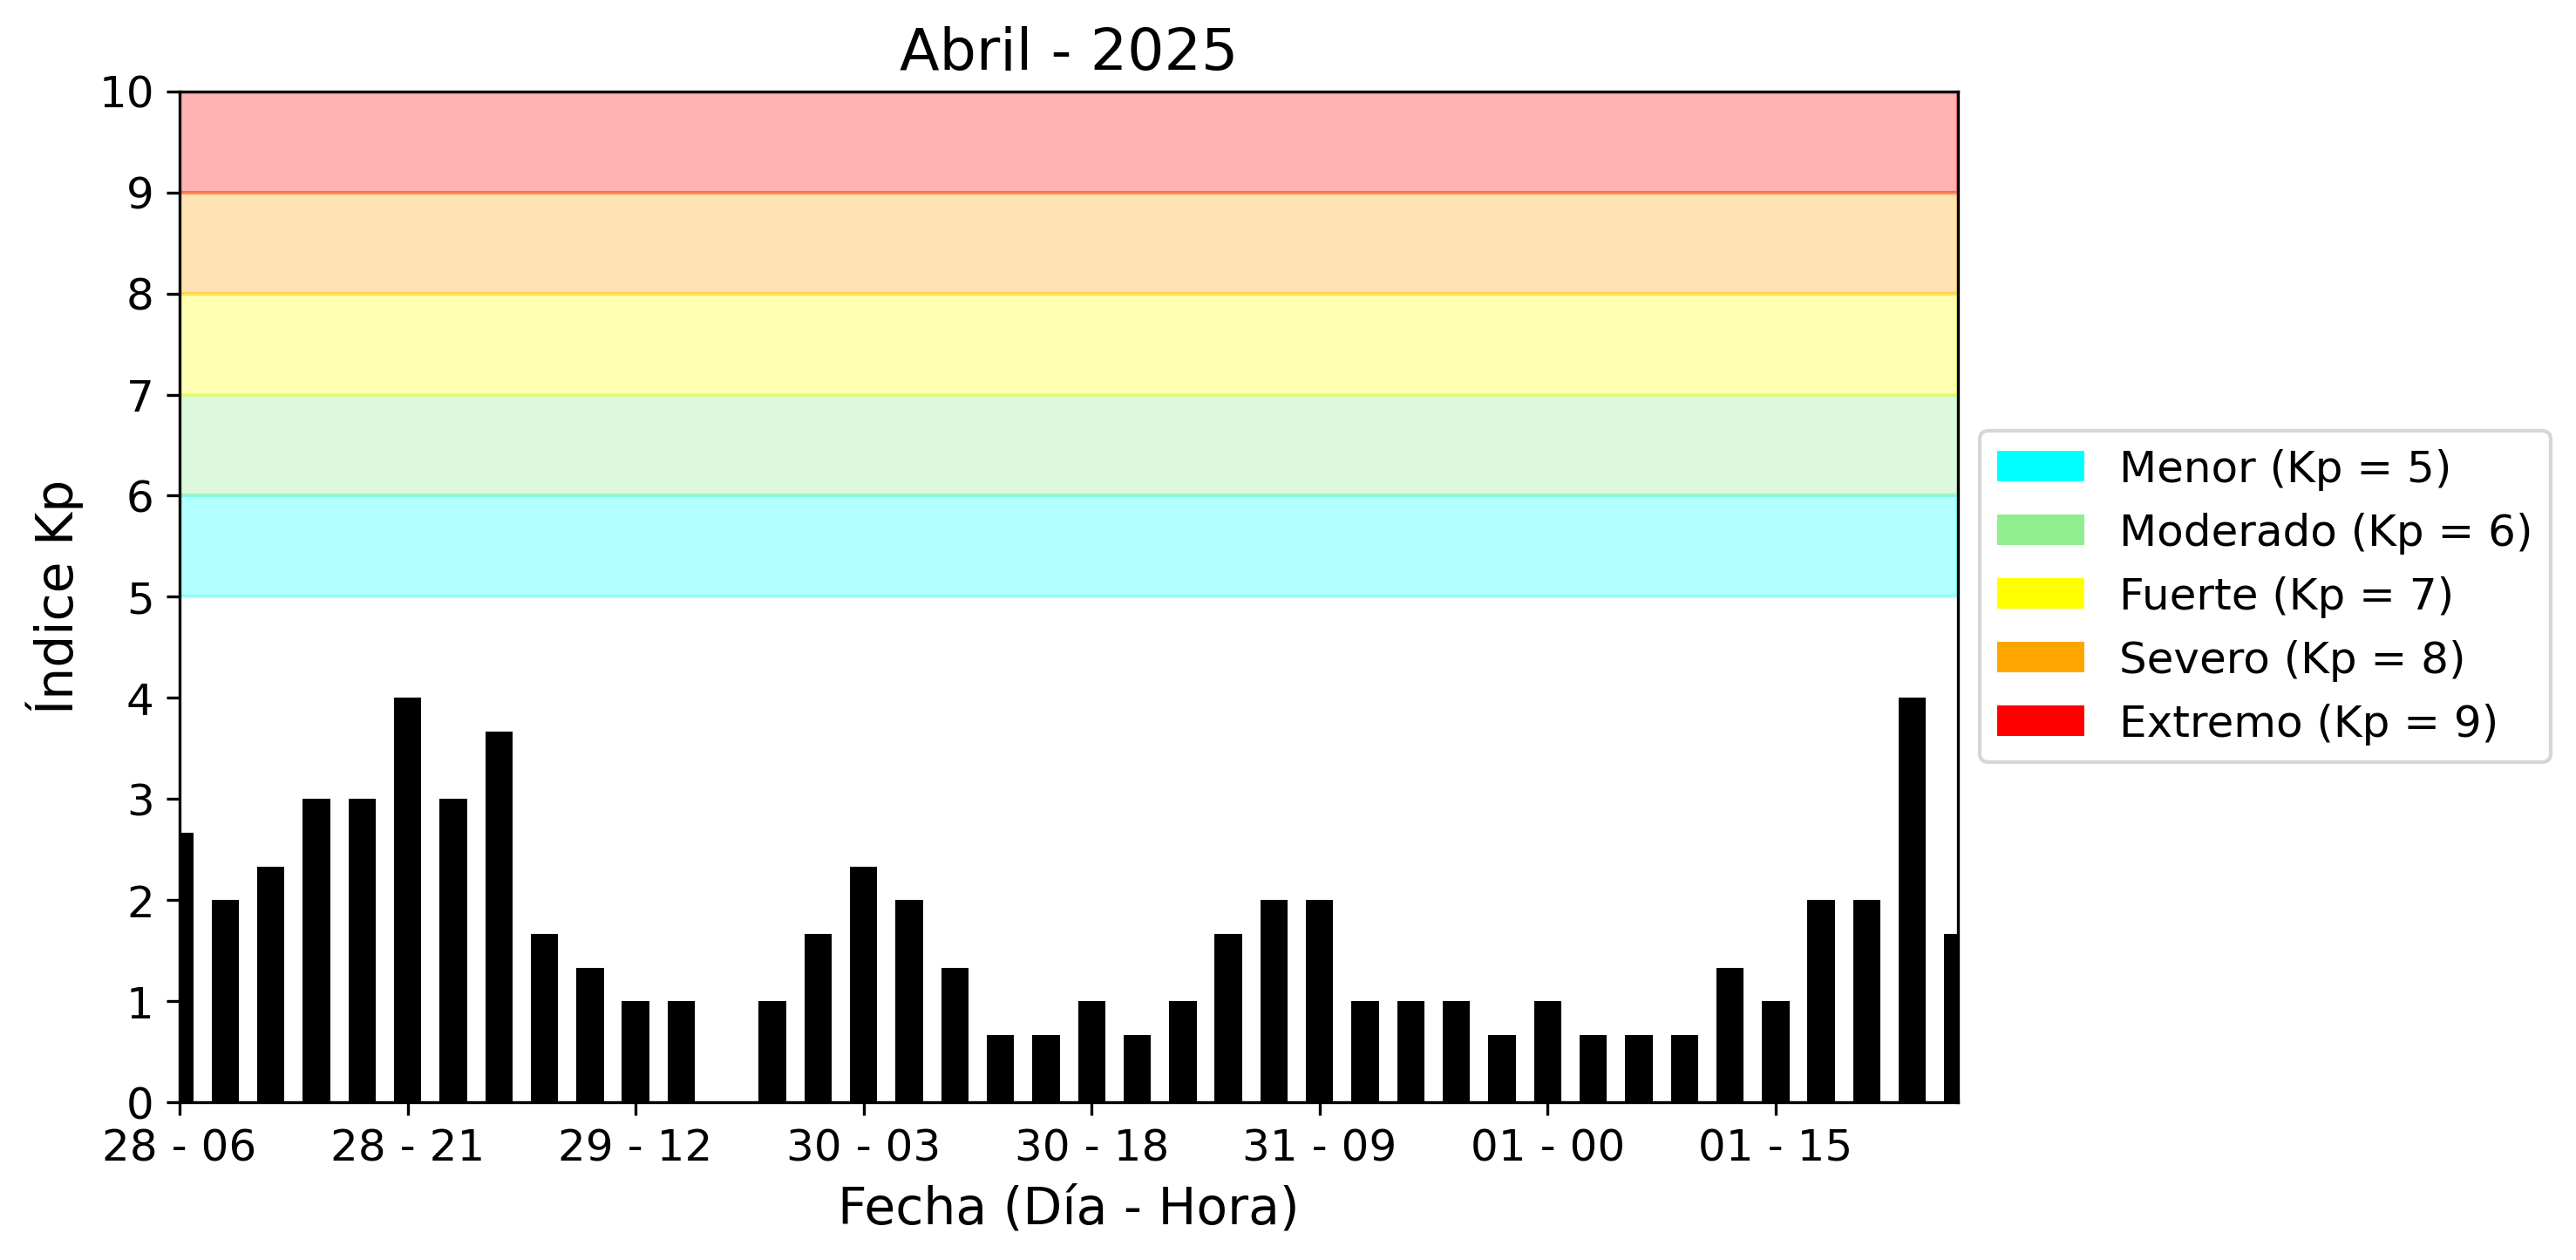 Abril - 2025
10
9
8
7
6
5
4
3
2
1
0
Índice Kp
28 - 06
28 - 21
29 - 12
30 - 03
30 - 18
31 - 09
01 - 00
01 - 15
Fecha (Día - Hora)
Menor (Kp = 5)
Moderado (Kp = 6)
Fuerte (Kp = 7)
Severo (Kp = 8)
Extremo (Kp = 9)